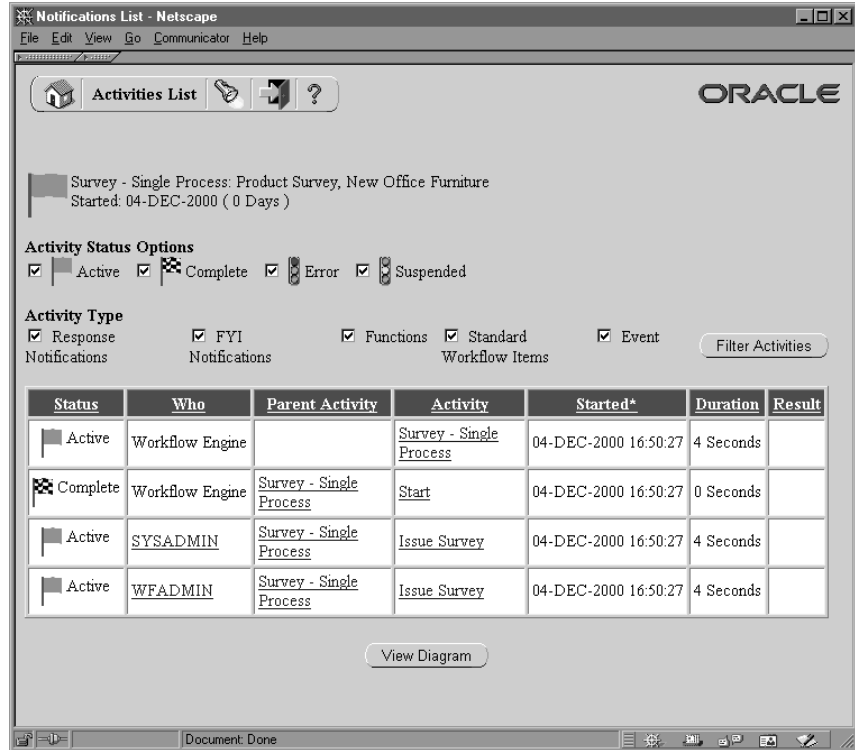 Notifications List - Netscape
File Edit View Go Communicator Help
Activities List ?
ORACLE
Survey - Single Process: Product Survey, New Office Furniture
Started: 04-DEC-2000 ( 0 Days )
Activity Status Options
Active Complete Error Suspended
Activity Type
Response Notifications FYI Notifications Functions Standard Workflow Items Event Filter Activities
Status Who Parent Activity Activity Started* Duration Result
Active Workflow Engine Survey - Single Process 04-DEC-2000 16:50:27 4 Seconds
Complete Workflow Engine Survey - Single Process Start 04-DEC-2000 16:50:27 0 Seconds
Active SYSADMIN Survey - Single Process Issue Survey 04-DEC-2000 16:50:27 4 Seconds
Active WFADMIN Survey - Single Process Issue Survey 04-DEC-2000 16:50:27 4 Seconds
View Diagram
Document: Done